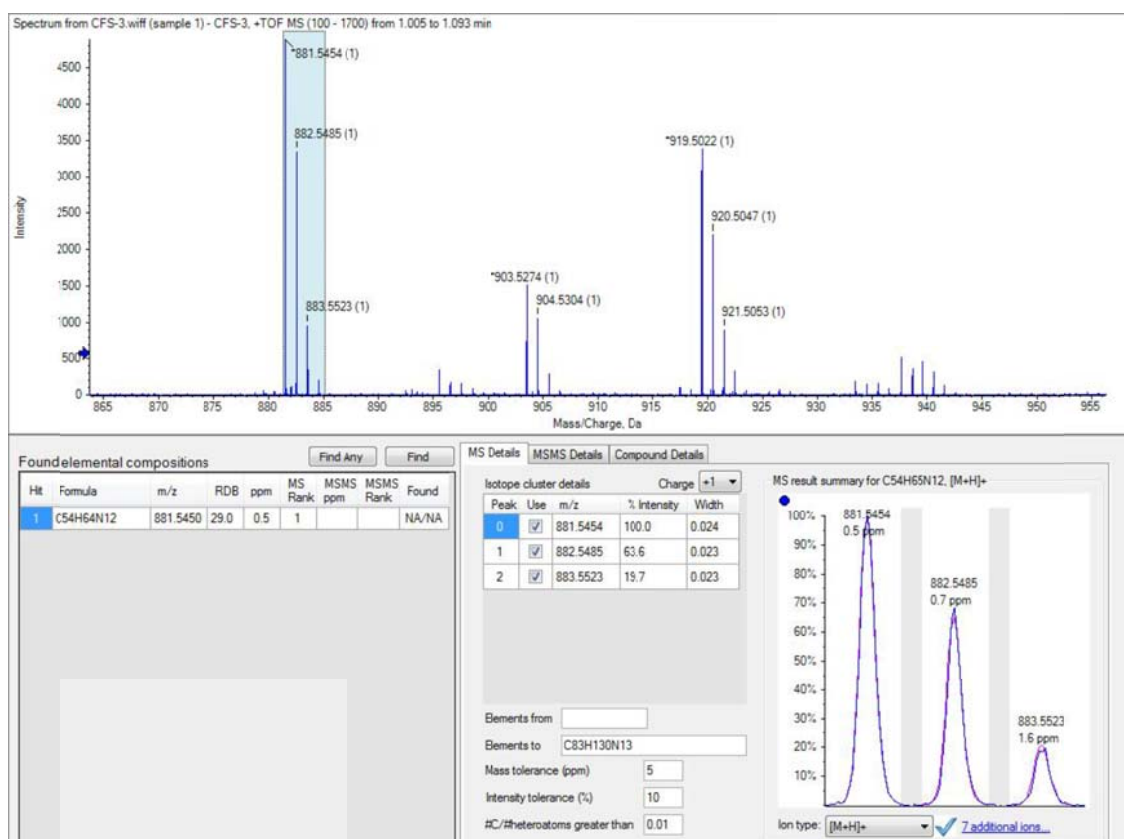 Spectrum from CFS-3.wiff (sample 1) - CFS-3, +TOF MS (100 - 1700) from 1.005 to 1.093 min
*881.5454 (1)
882.5485 (1)
883.5523 (1)
*903.5274 (1)
904.5304 (1)
*919.5022 (1)
920.5047 (1)
921.5053 (1)
4500
4000
3500
3000
2500
2000
1500
1000
500
0
Intensity
865 870 875 880 885 890 895 900 905 910 915 920 925 930 935 940 945 950 955
Mass/Charge, Da
Found elemental compositions
Find Any
Find
Hit Formula m/z RDB ppm MS Rank MSMS ppm MSMS Rank Found
1 C54H64N12 881.5450 29.0 0.5 1 NA/NA
MS Details
MSMS Details
Compound Details
Isotope cluster details
Charge +1
Peak Use m/z % Intensity Width
0 881.5454 100.0 0.024
1 882.5485 63.6 0.023
2 883.5523 19.7 0.023
Elements from
Elements to C83H130N13
Mass tolerance (ppm) 5
Intensity tolerance (%) 10
#C/#heteroatoms greater than 0.01
MS result summary for C54H65N12, [M+H]+
100%
90%
80%
70%
60%
50%
40%
30%
20%
10%
881.5454
0.5 ppm
882.5485
0.7 ppm
883.5523
1.6 ppm
Ion type: [M+H]+
7 additional ions...